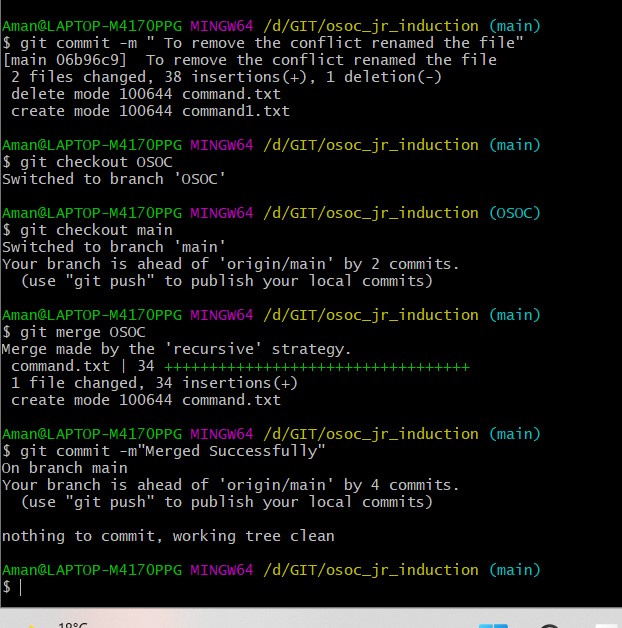 Aman@LAPTOP-M4170PPG MINGW64 /d/GIT/osoc_jr_induction (main)
$ git commit -m " To remove the conflict renamed the file"
[main 06b96c9]  To remove the conflict renamed the file
 2 files changed, 38 insertions(+), 1 deletion(-)
 delete mode 100644 command.txt
 create mode 100644 command1.txt

Aman@LAPTOP-M4170PPG MINGW64 /d/GIT/osoc_jr_induction (main)
$ git checkout OSOC
Switched to branch 'OSOC'

Aman@LAPTOP-M4170PPG MINGW64 /d/GIT/osoc_jr_induction (OSOC)
$ git checkout main
Switched to branch 'main'
Your branch is ahead of 'origin/main' by 2 commits.
  (use "git push" to publish your local commits)

Aman@LAPTOP-M4170PPG MINGW64 /d/GIT/osoc_jr_induction (main)
$ git merge OSOC
Merge made by the 'recursive' strategy.
 command.txt | 34 ++++++++++++++++++++++++++++++++++
 1 file changed, 34 insertions(+)
 create mode 100644 command.txt

Aman@LAPTOP-M4170PPG MINGW64 /d/GIT/osoc_jr_induction (main)
$ git commit -m"Merged Successfully"
On branch main
Your branch is ahead of 'origin/main' by 4 commits.
  (use "git push" to publish your local commits)

nothing to commit, working tree clean

Aman@LAPTOP-M4170PPG MINGW64 /d/GIT/osoc_jr_induction (main)
$